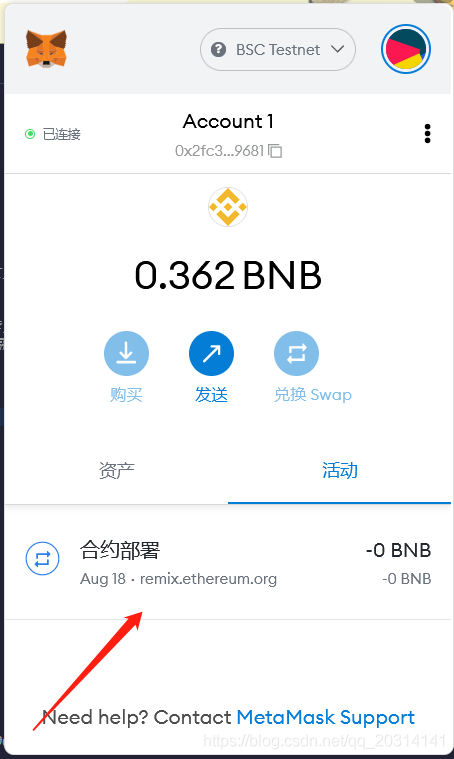 BSC Testnet
已连接
Account 1
0x2fc3...9681
0.362 BNB
购买
发送
兑换 Swap
资产
活动
合约部署
-0 BNB
Aug 18 · remix.ethereum.org
-0 BNB
Need help? Contact MetaMask Support
https://blog.csdn.net/qq_20314141